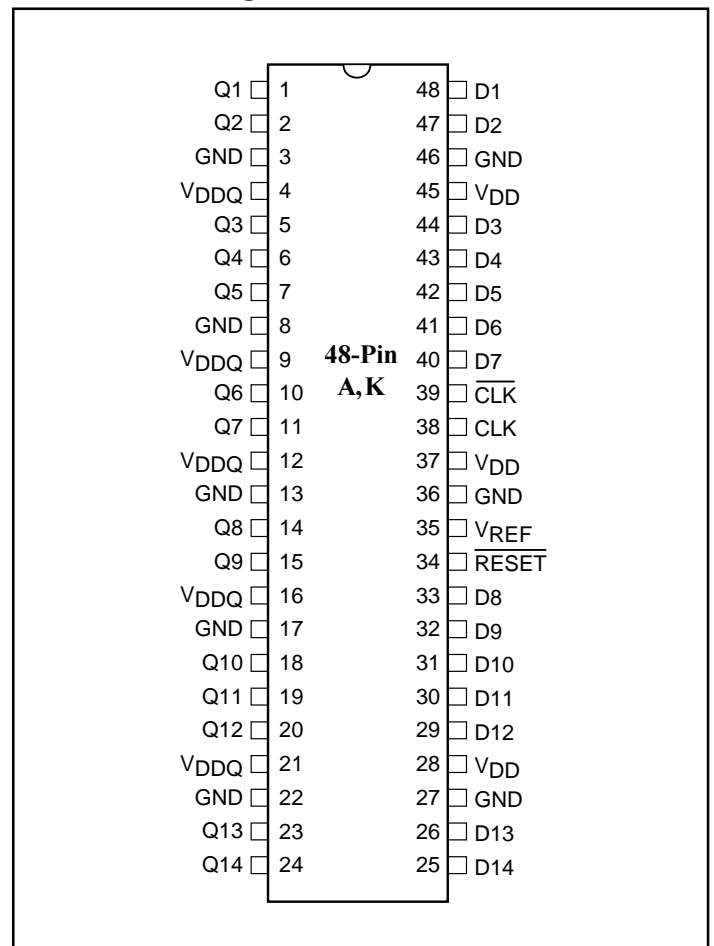 Q1 1 48 D1
Q2 2 47 D2
GND 3 46 GND
VDDQ 4 45 VDD
Q3 5 44 D3
Q4 6 43 D4
Q5 7 42 D5
GND 8 41 D6
VDDQ 9 48-Pin 40 D7
Q6 10 A, K 39 C̅L̅K̅
Q7 11 38 CLK
VDDQ 12 37 VDD
GND 13 36 GND
Q8 14 35 VREF
Q9 15 34 R̅E̅S̅E̅T̅
VDDQ 16 33 D8
GND 17 32 D9
Q10 18 31 D10
Q11 19 30 D11
Q12 20 29 D12
VDDQ 21 28 VDD
GND 22 27 GND
Q13 23 26 D13
Q14 24 25 D14